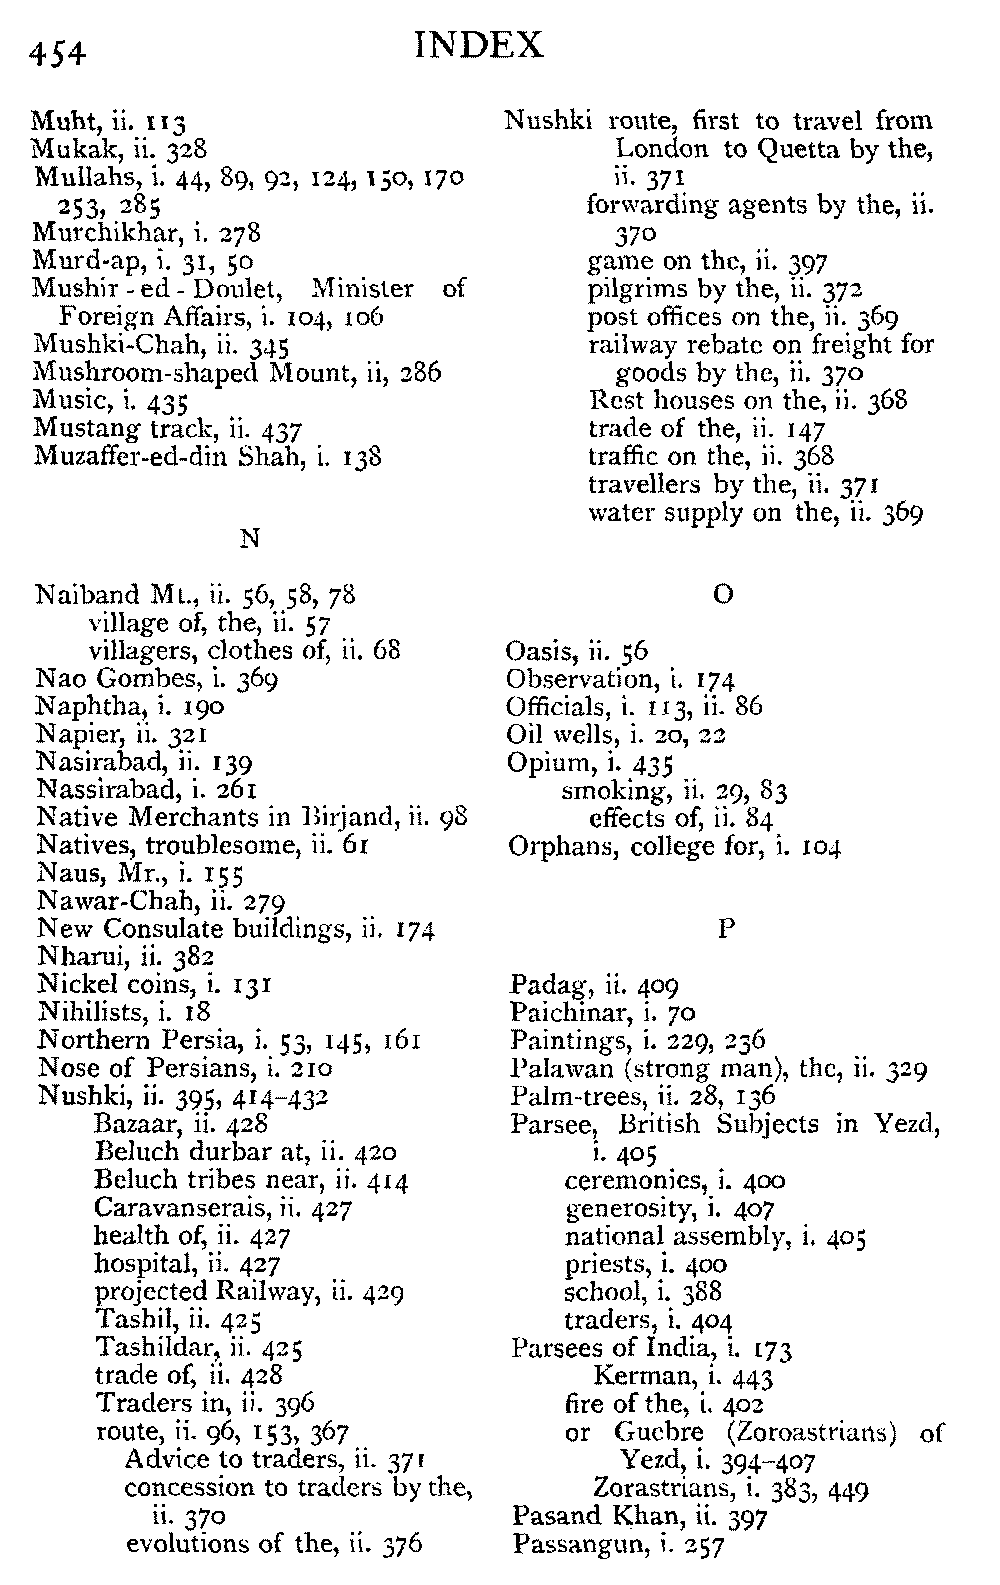 454
INDEX
Muht, ii. 113
Mukak, ii. 328
Mullahs, i. 44, 89, 92, 124, 150, 170
253, 285
Murchikhar, i. 278
Murd-ap, i. 31, 50
Mushir-ed-Doulet, Minister of
Foreign Affairs, i. 104, 106
Mushki-Chah, ii. 345
Mushroom-shaped Mount, ii, 286
Music, i. 435
Mustang track, ii. 437
Muzaffer-ed-din Shah, i. 138
N
Naiband Mt., ii. 56, 58, 78
village of, the, ii. 57
villagers, clothes of, ii. 68
Nao Gombes, i. 369
Naphtha, i. 190
Napier, ii. 321
Nasirabad, ii. 139
Nassirabad, i. 261
Native Merchants in Birjand, ii. 98
Natives, troublesome, ii. 61
Naus, Mr., i. 155
Nawar-Chah, ii. 279
New Consulate buildings, ii. 174
Nharui, ii. 382
Nickel coins, i. 131
Nihilists, i. 18
Northern Persia, i. 53, 145, 161
Nose of Persians, i. 210
Nushki, ii. 395, 414–432
Bazaar, ii. 428
Beluch durbar at, ii. 420
Beluch tribes near, ii. 414
Caravanserais, ii. 427
health of, ii. 427
hospital, ii. 427
projected Railway, ii. 429
Tashil, ii. 425
Tashildar, ii. 425
trade of, ii. 428
Traders in, ii. 396
route, ii. 96, 153, 367
Advice to traders, ii. 371
concession to traders by the,
ii. 370
evolutions of the, ii. 376
Nushki route, first to travel from
London to Quetta by the,
ii. 371
forwarding agents by the, ii.
370
game on the, ii. 397
pilgrims by the, ii. 372
post offices on the, ii. 369
railway rebate on freight for
goods by the, ii. 370
Rest houses on the, ii. 368
trade of the, ii. 147
traffic on the, ii. 368
travellers by the, ii. 371
water supply on the, ii. 369
O
Oasis, ii. 56
Observation, i. 174
Officials, i. 113, ii. 86
Oil wells, i. 20, 22
Opium, i. 435
smoking, ii. 29, 83
effects of, ii. 84
Orphans, college for, i. 104
P
Padag, ii. 409
Paichinar, i. 70
Paintings, i. 229, 236
Palawan (strong man), the, ii. 329
Palm-trees, ii. 28, 136
Parsee, British Subjects in Yezd,
i. 405
ceremonies, i. 400
generosity, i. 407
national assembly, i. 405
priests, i. 400
school, i. 388
traders, i. 404
Parsees of India, i. 173
Kerman, i. 443
fire of the, i. 402
or Guebre (Zoroastrians) of
Yezd, i. 394–407
Zorastrians, i. 383, 449
Pasand Khan, ii. 397
Passangun, i. 257